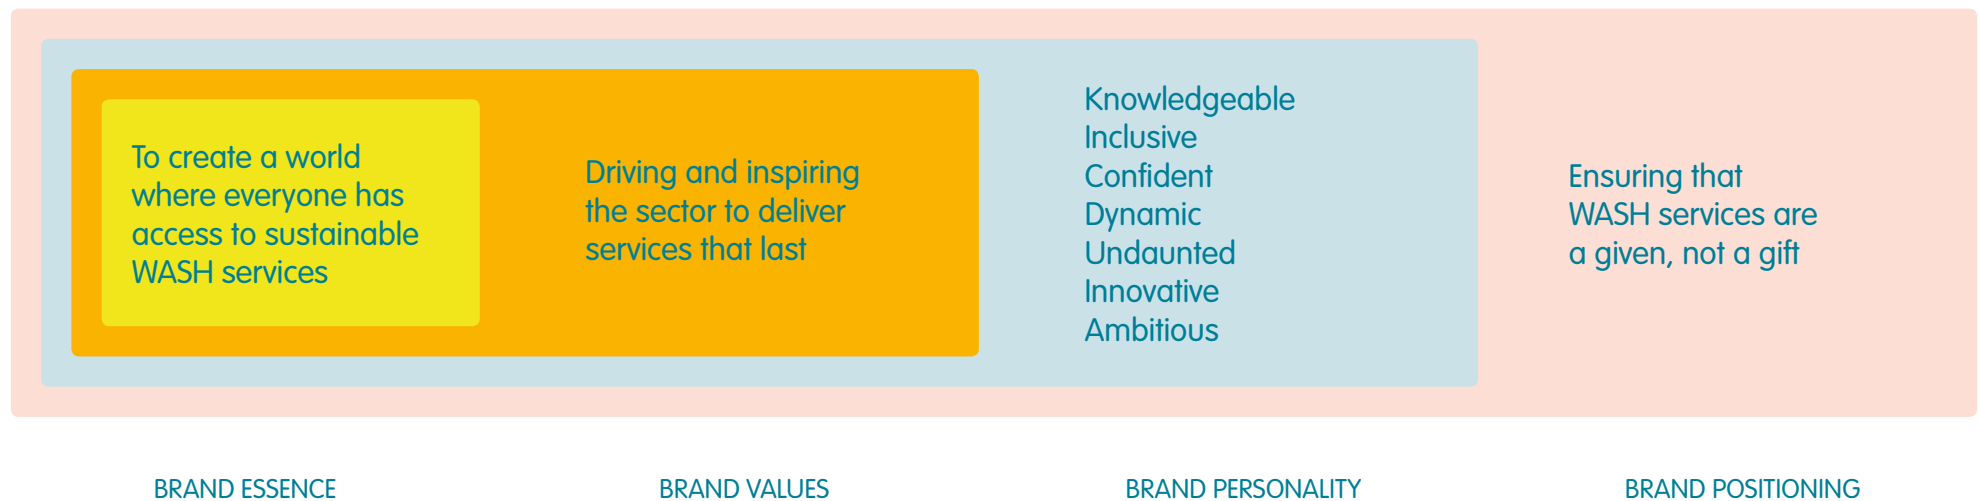 To create a world
where everyone has
access to sustainable
WASH services
Driving and inspiring
the sector to deliver
services that last
Knowledgeable
Inclusive
Confident
Dynamic
Undaunted
Innovative
Ambitious
Ensuring that
WASH services are
a given, not a gift
BRAND ESSENCE
BRAND VALUES
BRAND PERSONALITY
BRAND POSITIONING